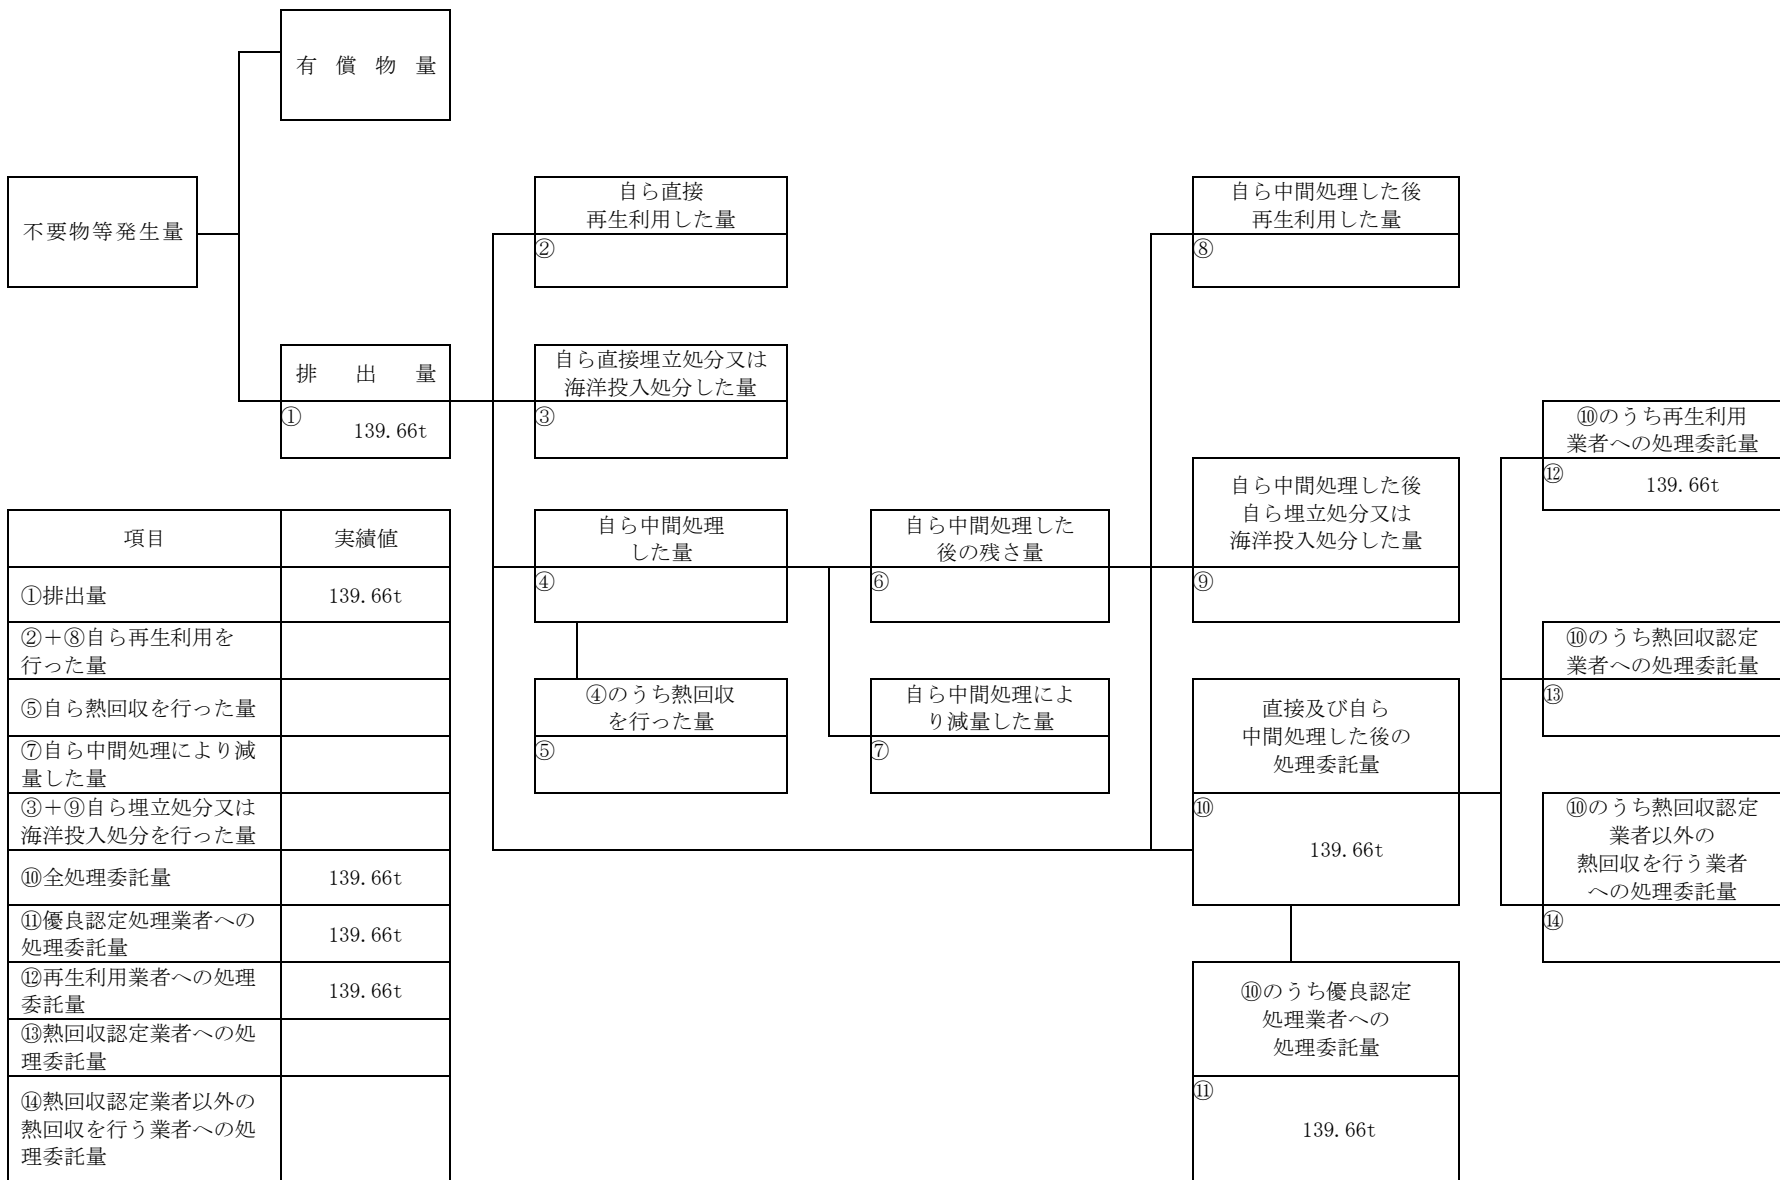 有償物量
不要物等発生量
排出量
①
139.66t
自ら直接
再生利用した量
②
自ら直接埋立処分又は
海洋投入処分した量
③
自ら中間処理
した量
④
④のうち熱回収
を行った量
⑤
自ら中間処理した
後の残さ量
⑥
自ら中間処理によ
り減量した量
⑦
自ら中間処理した後
再生利用した量
⑧
自ら中間処理した後
自ら埋立処分又は
海洋投入処分した量
⑨
直接及び自ら
中間処理した後の
処理委託量
⑩
139.66t
⑩のうち優良認定
処理業者への
処理委託量
⑪
139.66t
⑩のうち再生利用
業者への処理委託量
⑫
139.66t
⑩のうち熱回収認定
業者への処理委託量
⑬
⑩のうち熱回収認定
業者以外の
熱回収を行う業者
への処理委託量
⑭
項目 実績値
①排出量 139.66t
②+⑧自ら再生利用を
行った量
⑤自ら熱回収を行った量
⑦自ら中間処理により減
量した量
③+⑨自ら埋立処分又は
海洋投入処分を行った量
⑩全処理委託量 139.66t
⑪優良認定処理業者への
処理委託量 139.66t
⑫再生利用業者への処理
委託量 139.66t
⑬熱回収認定業者への処
理委託量
⑭熱回収認定業者以外の
熱回収を行う業者への処
理委託量